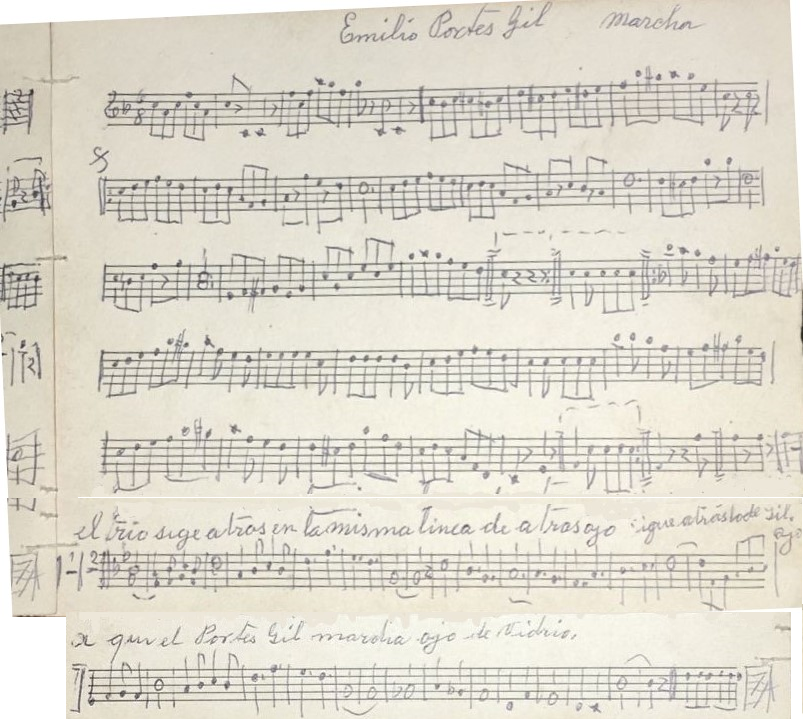 Emilio Portes Gil marcha
el trio sige atras en la misma linea de atras ojo sigue atrás lo de Gil.
ojo
a qui el Portes Gil marcha ojo de Vidrio,